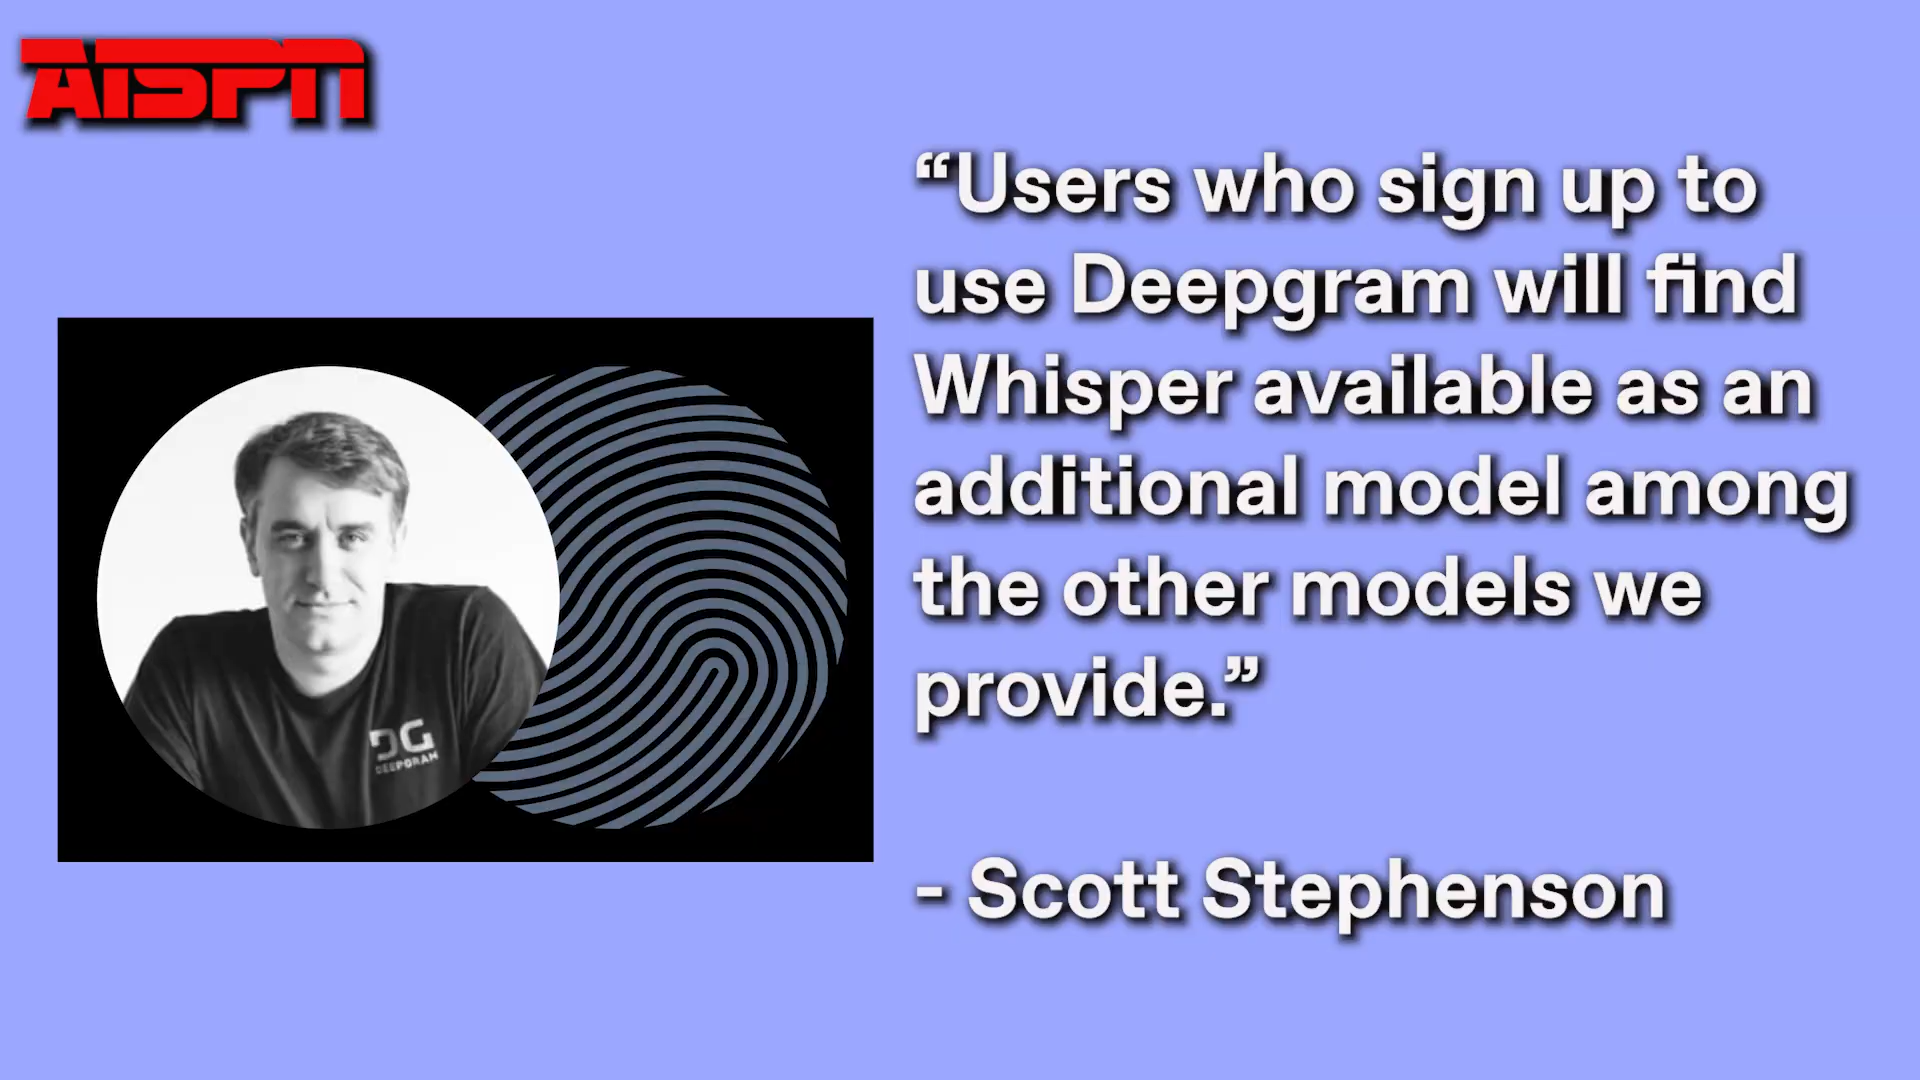 AISPN
“Users who sign up to
use Deepgram will find
Whisper available as an
additional model among
the other models we
provide.”
- Scott Stephenson
DG
DEEPGRAM